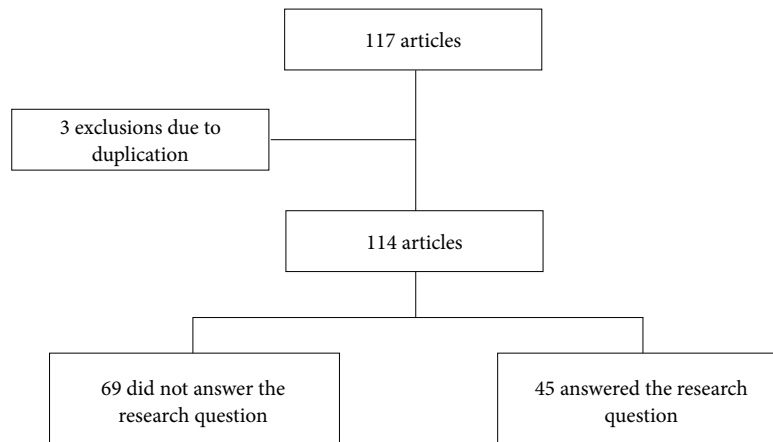 117 articles
3 exclusions due to
duplication
114 articles
69 did not answer the
research question
45 answered the research
question